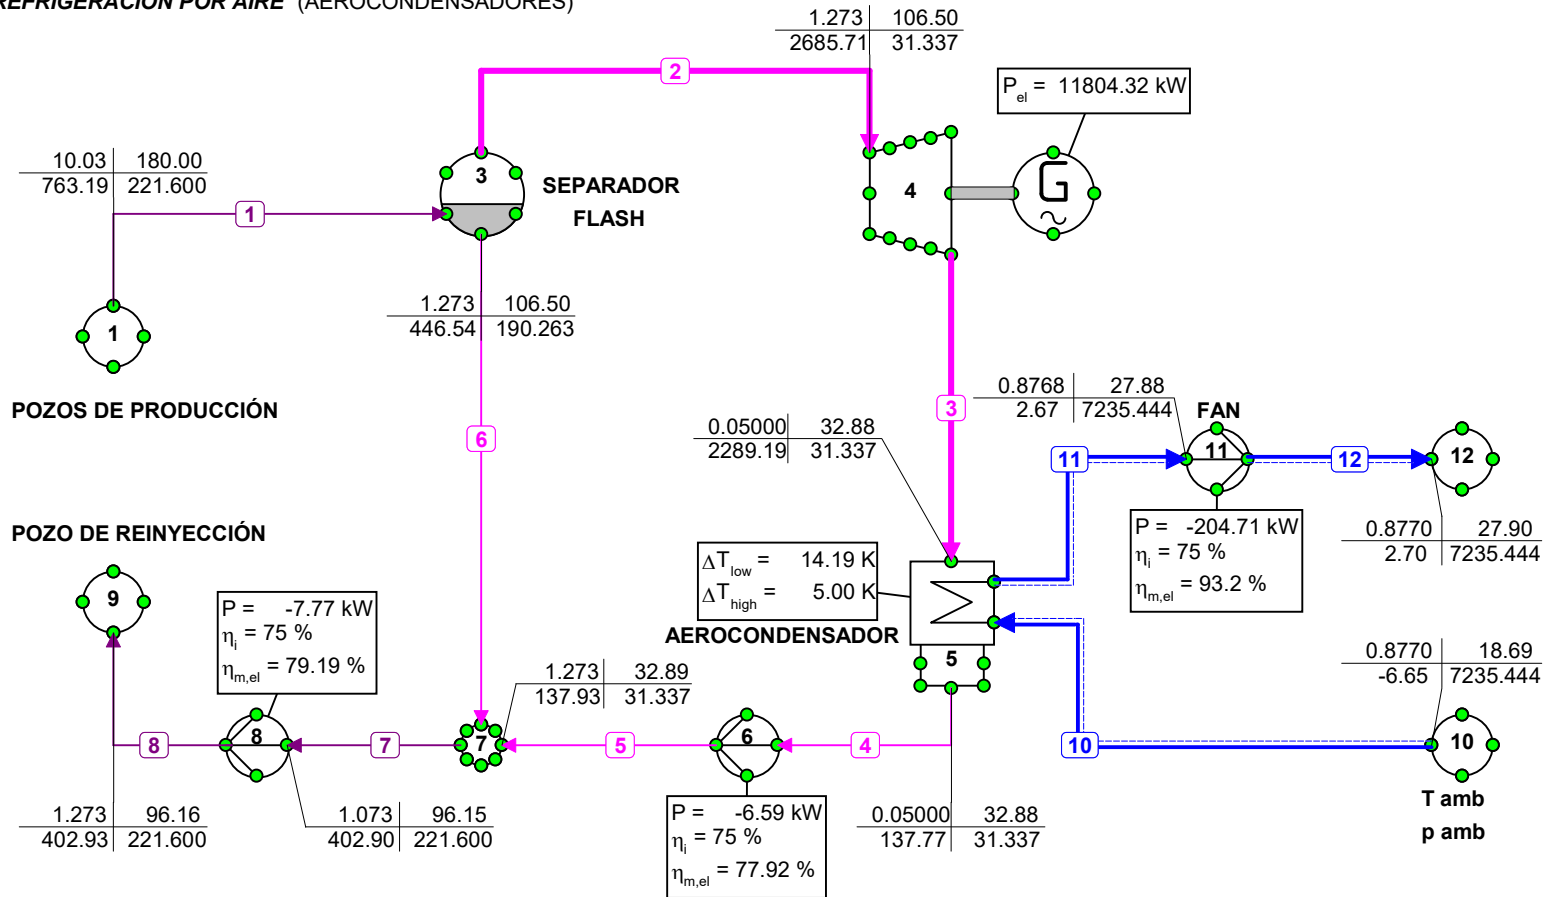 REFRIGERACIÓN POR AIRE (AEROCONDENSADORES)
1.273 106.50
2685.71 31.337
2
P el = 11804.32 kW
10.03 180.00
763.19 221.600
3
SEPARADOR
FLASH
4
G
~
1
1.273 106.50
446.54 190.263
1
POZOS DE PRODUCCIÓN
0.8768 27.88
2.67 7235.444
FAN
3
0.05000 32.88
2289.19 31.337
6
11
11
12
12
POZO DE REINYECCIÓN
P = -204.71 kW
ηi = 75 %
ηm,el = 93.2 %
0.8770 27.90
2.70 7235.444
ΔT low = 14.19 K
ΔT high = 5.00 K
9
P = -7.77 kW
ηi = 75 %
ηm,el = 79.19 %
AEROCONDENSADOR
5
0.8770 18.69
-6.65 7235.444
1.273 32.89
137.93 31.337
8
8
7
7
5
6
4
10
10
T amb
p amb
1.273 96.16
402.93 221.600
1.073 96.15
402.90 221.600
P = -6.59 kW
ηi = 75 %
ηm,el = 77.92 %
0.05000 32.88
137.77 31.337